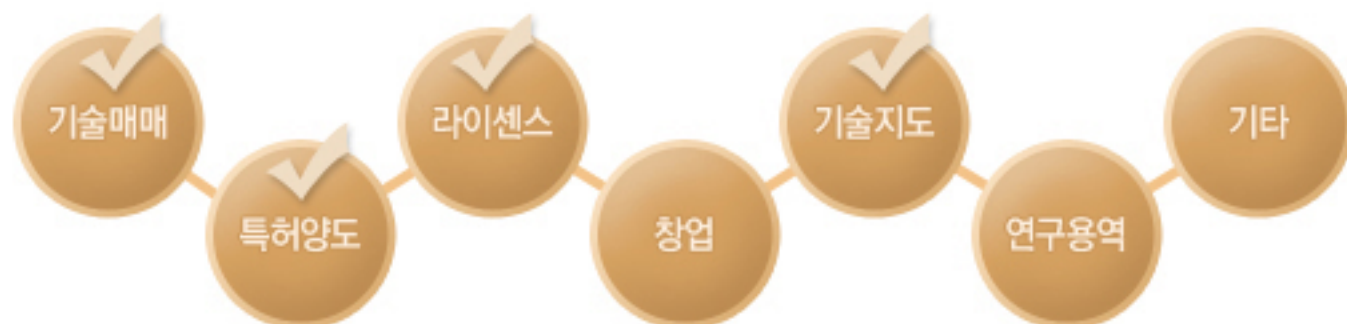 기술매매
특허양도
라이센스
창업
기술지도
연구용역
기타